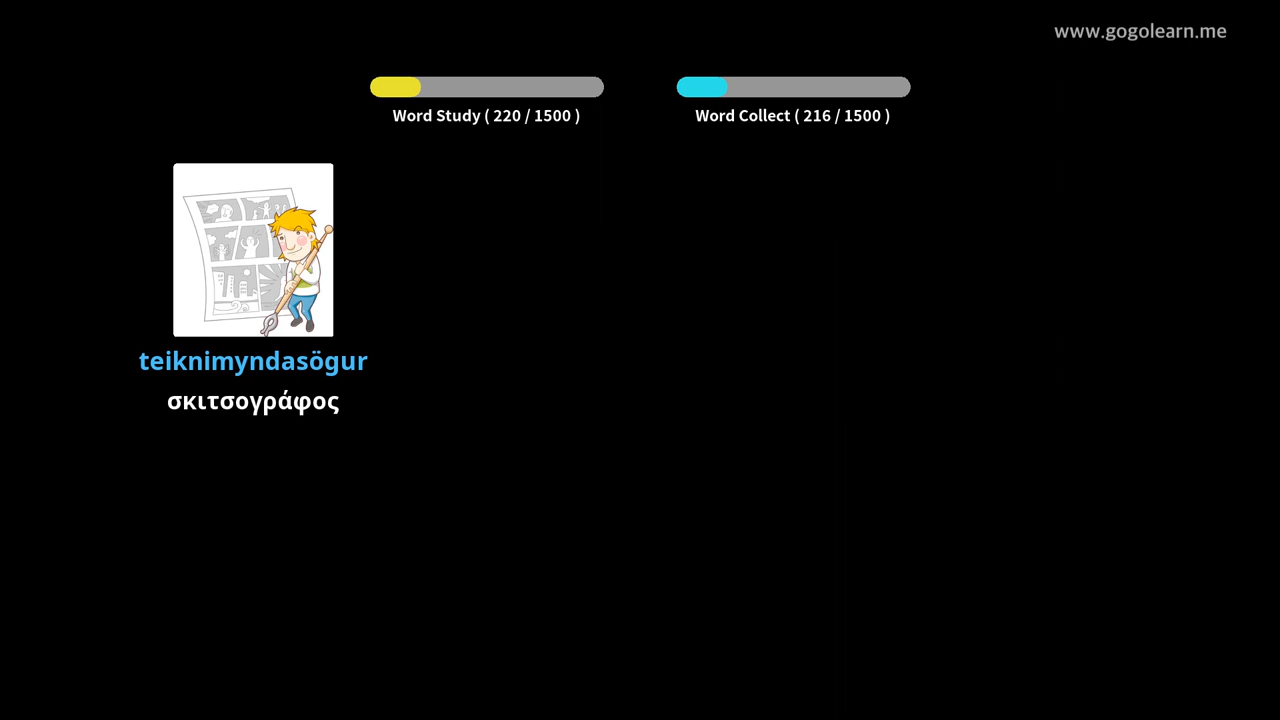 www.gogolearn.me
Word Study ( 220 / 1500 )
Word Collect ( 216 / 1500 )
teiknimyndasögur
σκιτσογράφος